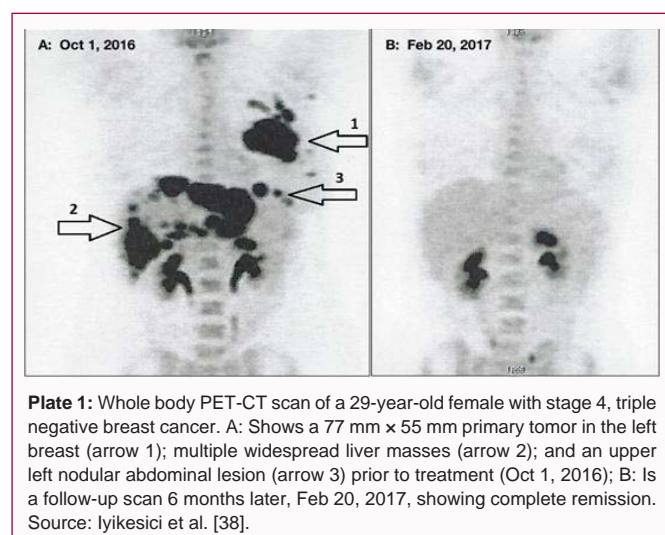 A: Oct 1, 2016
B: Feb 20, 2017
1
3
2
Plate 1: Whole body PET-CT scan of a 29-year-old female with stage 4, triple
negative breast cancer. A: Shows a 77 mm × 55 mm primary tomor in the left
breast (arrow 1); multiple widespread liver masses (arrow 2); and an upper
left nodular abdominal lesion (arrow 3) prior to treatment (Oct 1, 2016); B: Is
a follow-up scan 6 months later, Feb 20, 2017, showing complete remission.
Source: Iyikesici et al. [38].